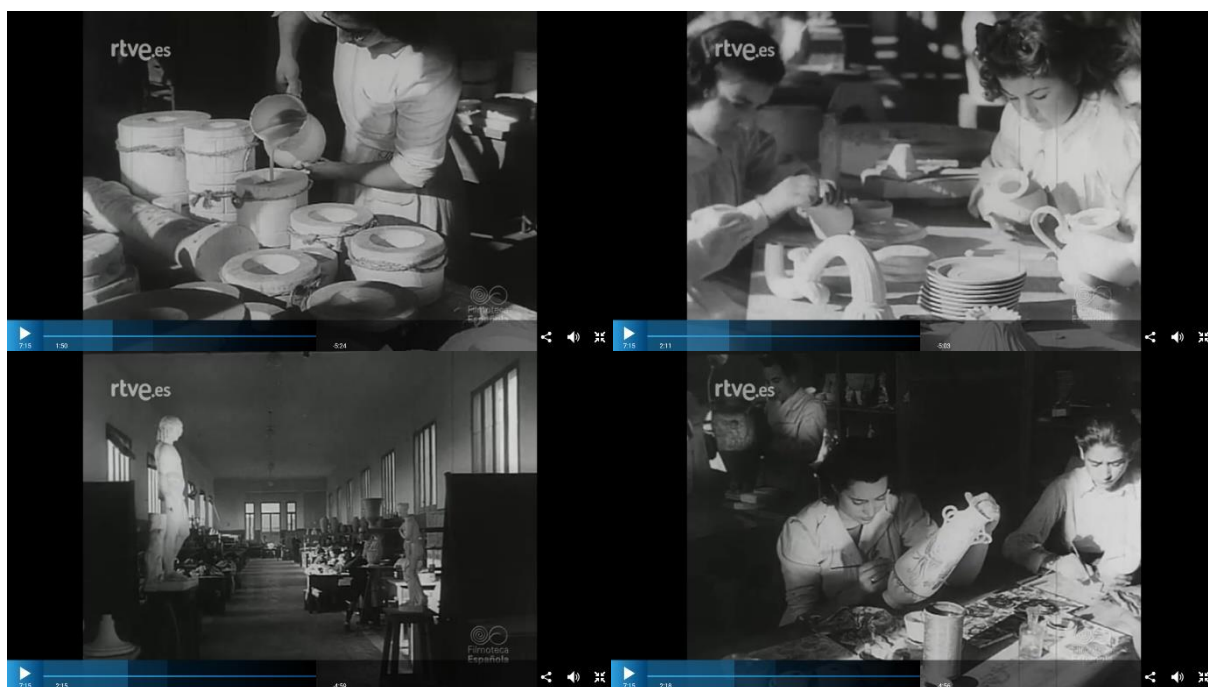 rtve.es
Filmoteca
Española
7:15 1:50 -5:24
rtve.es
7:15 2:11 -5:03
rtve.es
Filmoteca
Española
7:15 2:15 -4:59
rtve.es
7:15 2:18 -4:56